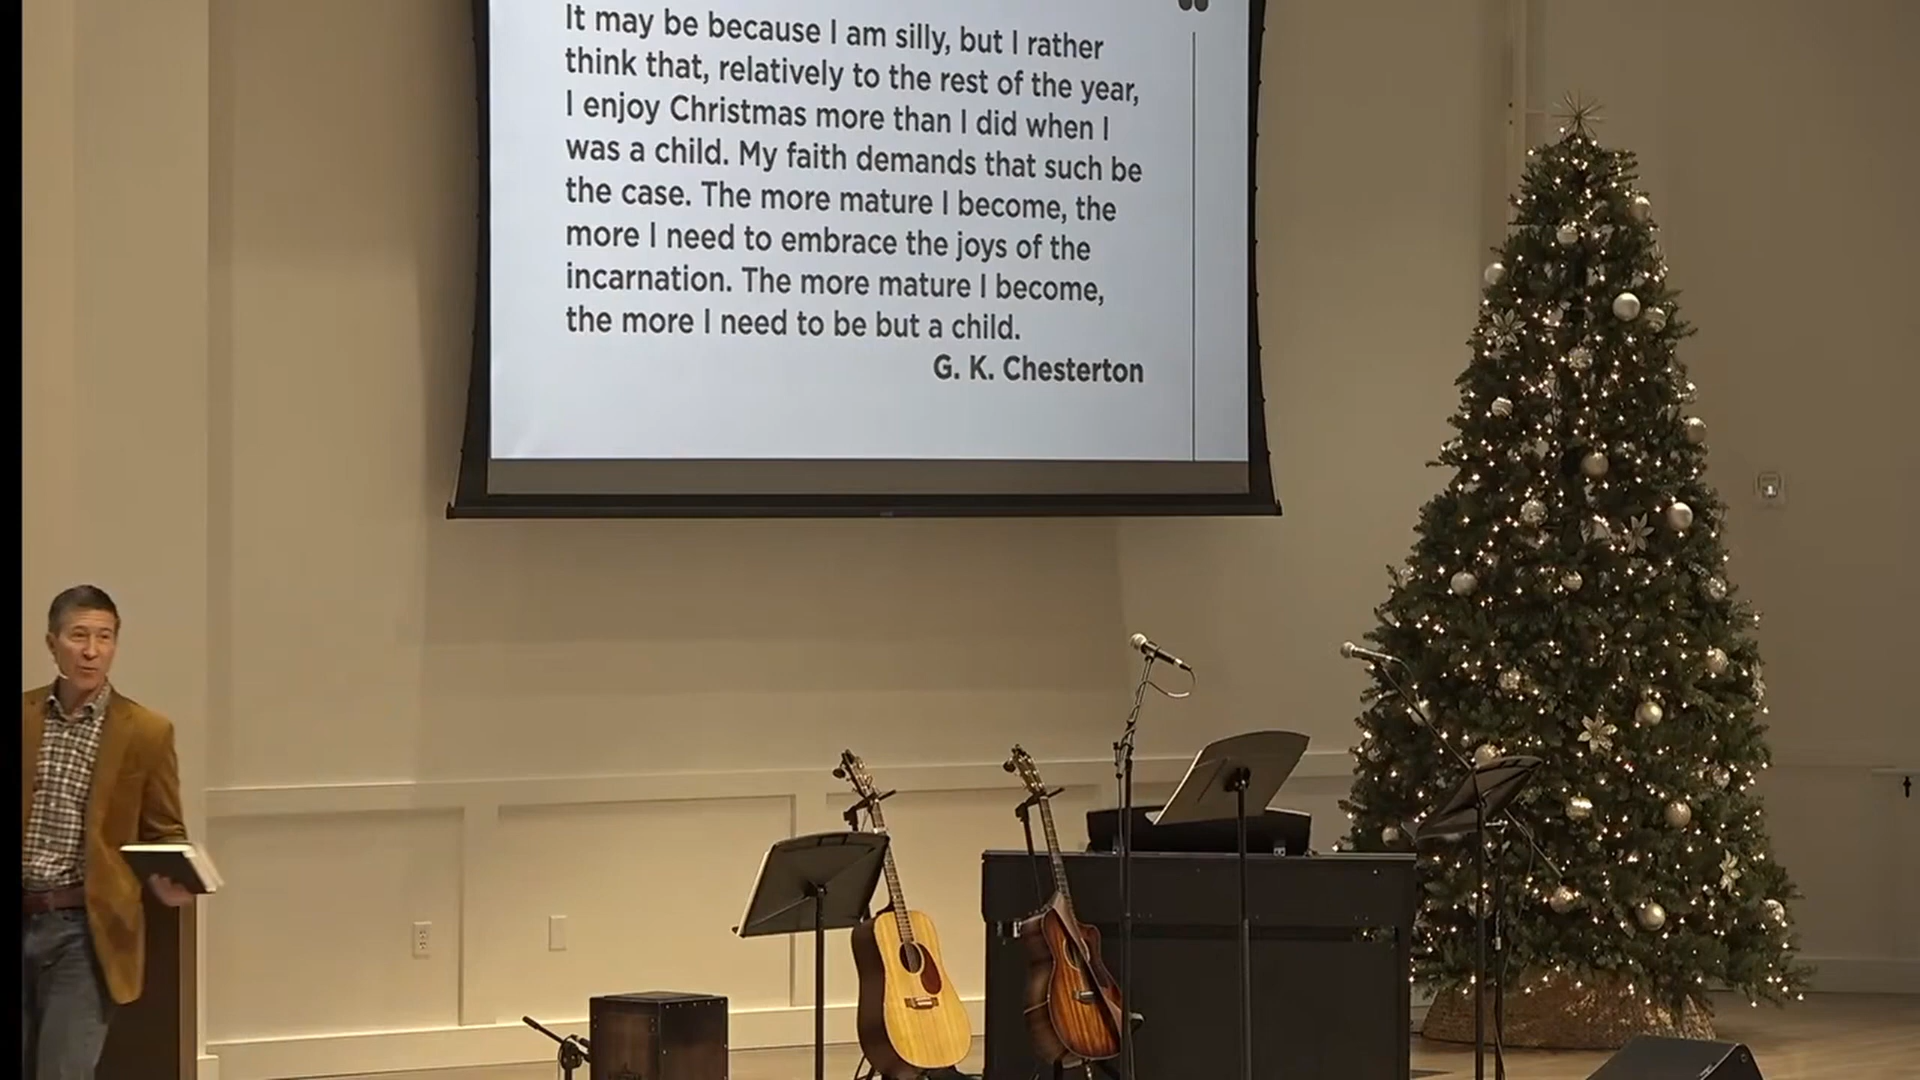 It may be because I am silly, but I rather
think that, relatively to the rest of the year,
I enjoy Christmas more than I did when I
was a child. My faith demands that such be
the case. The more mature I become, the
more I need to embrace the joys of the
incarnation. The more mature I become,
the more I need to be but a child.
G. K. Chesterton